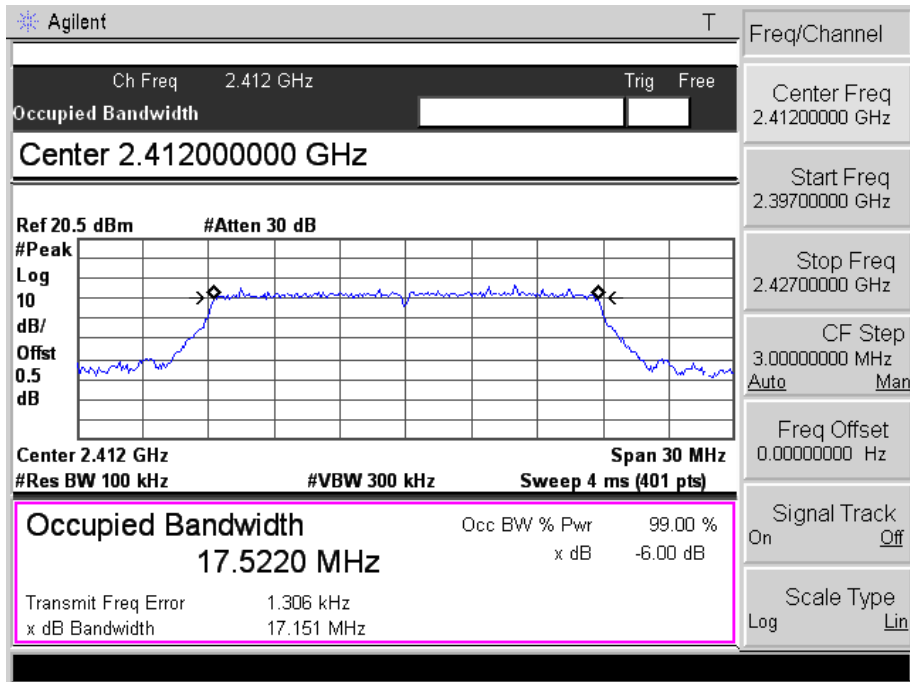 Agilent T
Freq/Channel
Ch Freq 2.412 GHz Trig Free
Occupied Bandwidth
Center 2.412000000 GHz
Ref 20.5 dBm #Atten 30 dB
#Peak
Log
10
dB/
Offst
0.5
dB
Center 2.412 GHz Span 30 MHz
#Res BW 100 kHz #VBW 300 kHz Sweep 4 ms (401 pts)
Occupied Bandwidth
17.5220 MHz
Occ BW % Pwr 99.00 %
x dB -6.00 dB
Transmit Freq Error 1.306 kHz
x dB Bandwidth 17.151 MHz
Center Freq
2.41200000 GHz
Start Freq
2.39700000 GHz
Stop Freq
2.42700000 GHz
CF Step
3.00000000 MHz
Auto Man
Freq Offset
0.00000000 Hz
Signal Track
On Off
Scale Type
Log Lin